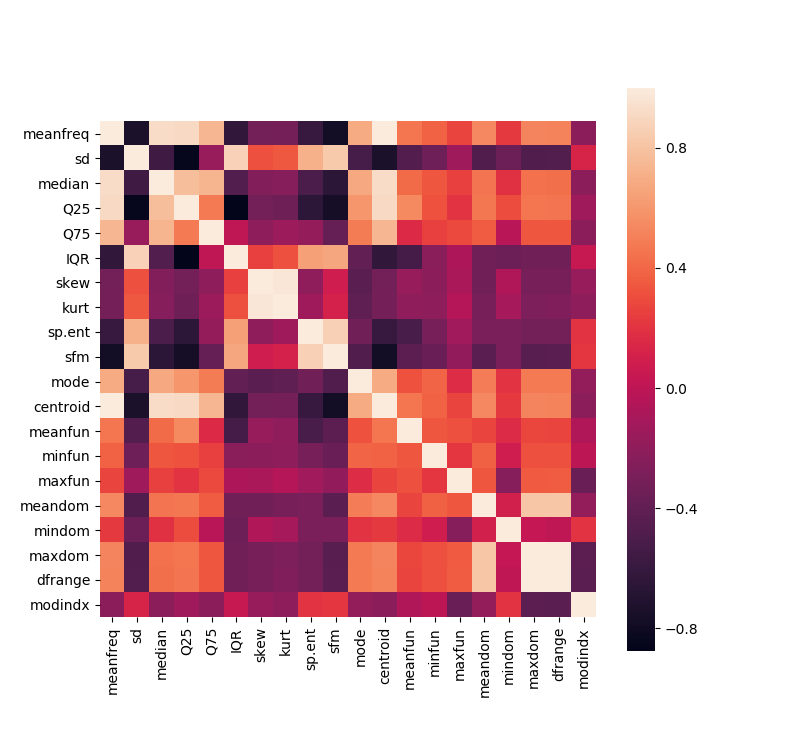 meanfreq
sd
median
Q25
Q75
IQR
skew
kurt
sp.ent
sfm
mode
centroid
meanfun
minfun
maxfun
meandom
mindom
maxdom
dfrange
modindx
meanfreq
sd
median
Q25
Q75
IQR
skew
kurt
sp.ent
sfm
mode
centroid
meanfun
minfun
maxfun
meandom
mindom
maxdom
dfrange
modindx
0.8
0.4
0.0
−0.4
−0.8